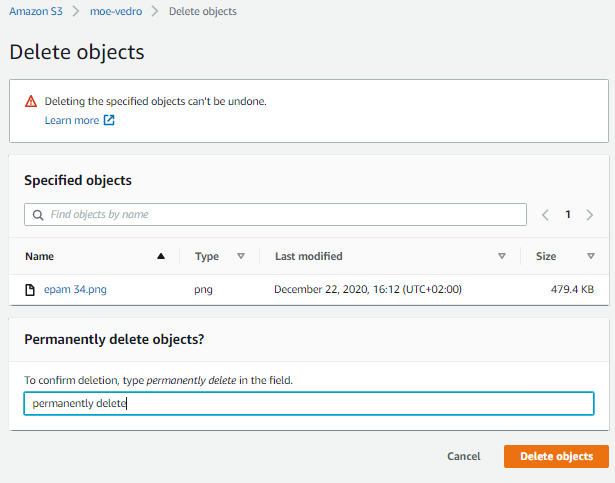 Amazon S3 > moe-vedro > Delete objects
Delete objects
Deleting the specified objects can't be undone.
Learn more
Specified objects
Find objects by name
1
Name Type Last modified Size
epam 34.png png December 22, 2020, 16:12 (UTC+02:00) 479.4 KB
Permanently delete objects?
To confirm deletion, type permanently delete in the field.
permanently delete
Cancel Delete objects